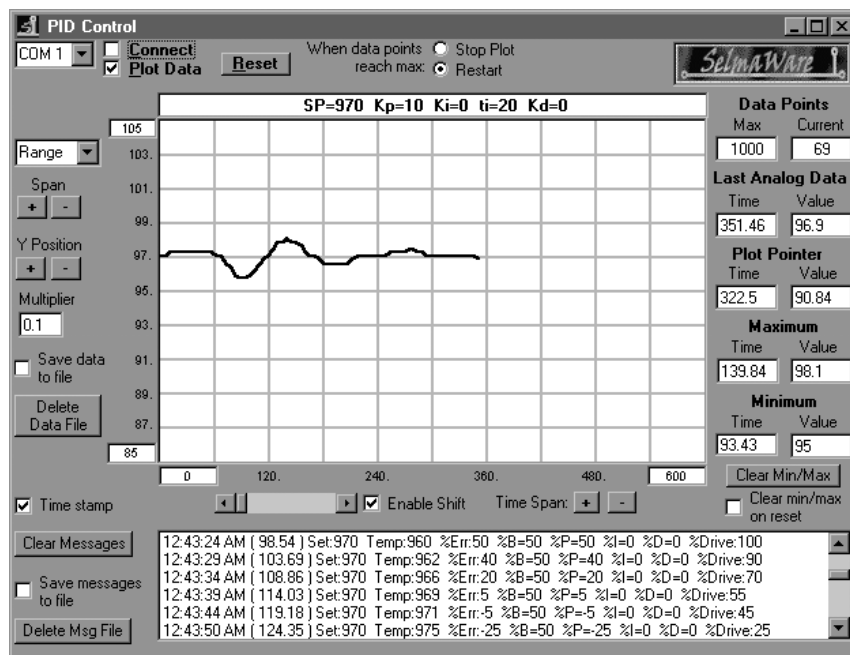 PID Control
COM 1
Connect
Plot Data
Reset
When data points
reach max:
Stop Plot
Restart
SelmaWare
SP=970 Kp=10 Ki=0 ti=20 Kd=0
105
103.
101.
99.
97.
95.
93.
91.
89.
87.
85
0
120.
240.
360.
480.
600
Range
Span
+ -
Y Position
+ -
Multiplier
0.1
Save data
to file
Delete
Data File
Data Points
Max Current
1000 69
Last Analog Data
Time Value
351.46 96.9
Plot Pointer
Time Value
322.5 90.84
Maximum
Time Value
139.84 98.1
Minimum
Time Value
93.43 95
Clear Min/Max
Clear min/max
on reset
Time stamp
Enable Shift
Time Span: + -
Clear Messages
Save messages
to file
Delete Msg File
12:43:24 AM ( 98.54 ) Set:970 Temp:960 %Err:50 %B=50 %P=50 %I=0 %D=0 %Drive:100
12:43:29 AM ( 103.69 ) Set:970 Temp:962 %Err:40 %B=50 %P=40 %I=0 %D=0 %Drive:90
12:43:34 AM ( 108.86 ) Set:970 Temp:966 %Err:20 %B=50 %P=20 %I=0 %D=0 %Drive:70
12:43:39 AM ( 114.03 ) Set:970 Temp:969 %Err:5 %B=50 %P=5 %I=0 %D=0 %Drive:55
12:43:44 AM ( 119.18 ) Set:970 Temp:971 %Err:-5 %B=50 %P=-5 %I=0 %D=0 %Drive:45
12:43:50 AM ( 124.35 ) Set:970 Temp:975 %Err:-25 %B=50 %P=-25 %I=0 %D=0 %Drive:25